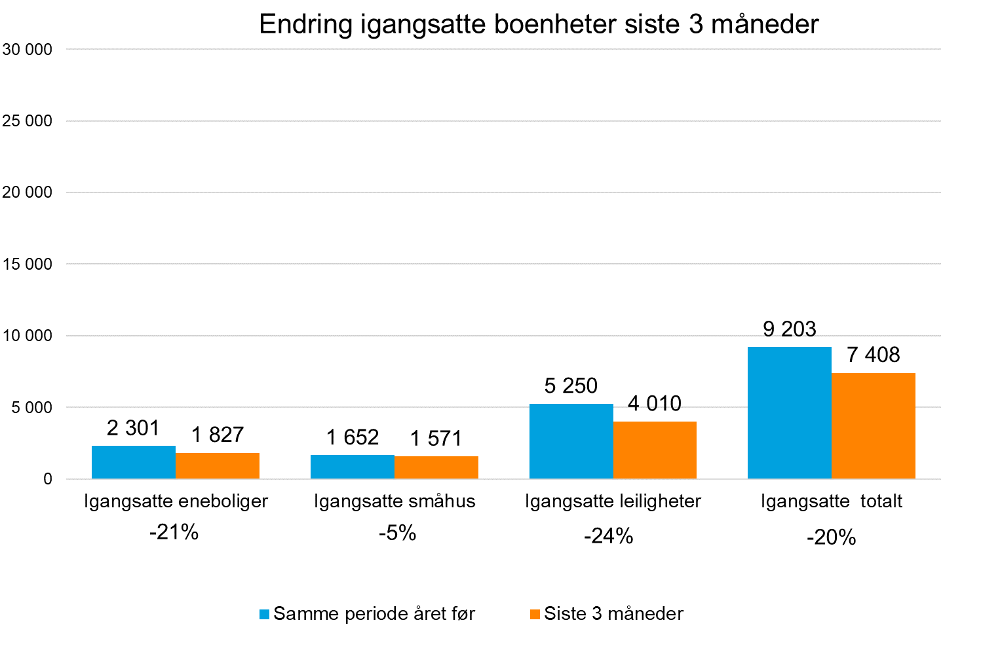 Endring igangsatte boenheter siste 3 måneder
30 000
25 000
20 000
15 000
10 000
5 000
0
2 301
1 827
1 652
1 571
5 250
4 010
9 203
7 408
Igangsatte eneboliger
Igangsatte småhus
Igangsatte leiligheter
Igangsatte  totalt
-21%
-5%
-24%
-20%
Samme periode året før
Siste 3 måneder